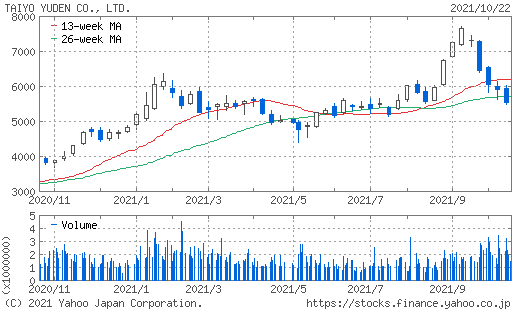 TAIYO YUDEN CO., LTD. 2021/10/22
8000
13-week MA
26-week MA
7000
6000
5000
4000
3000
2020/11 2021/1 2021/3 2021/5 2021/7 2021/9
5
Volume
4
3
2
1
0
(x1000000)
2020/11 2021/1 2021/3 2021/5 2021/7 2021/9
(C) 2021 Yahoo Japan Corporation. https://stocks.finance.yahoo.co.jp/